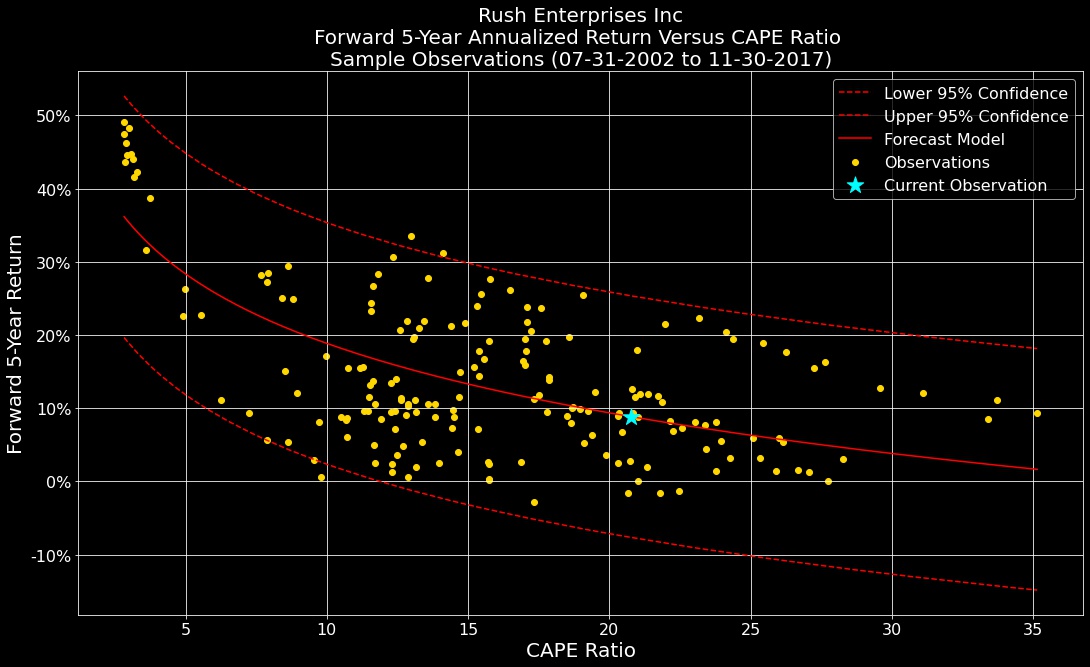 Rush Enterprises Inc
Forward 5-Year Annualized Return Versus CAPE Ratio
Sample Observations (07-31-2002 to 11-30-2017)
Lower 95% Confidence
Upper 95% Confidence
Forecast Model
Observations
Current Observation
Forward 5-Year Return
50%
40%
30%
20%
10%
0%
-10%
5 10 15 20 25 30 35
CAPE Ratio